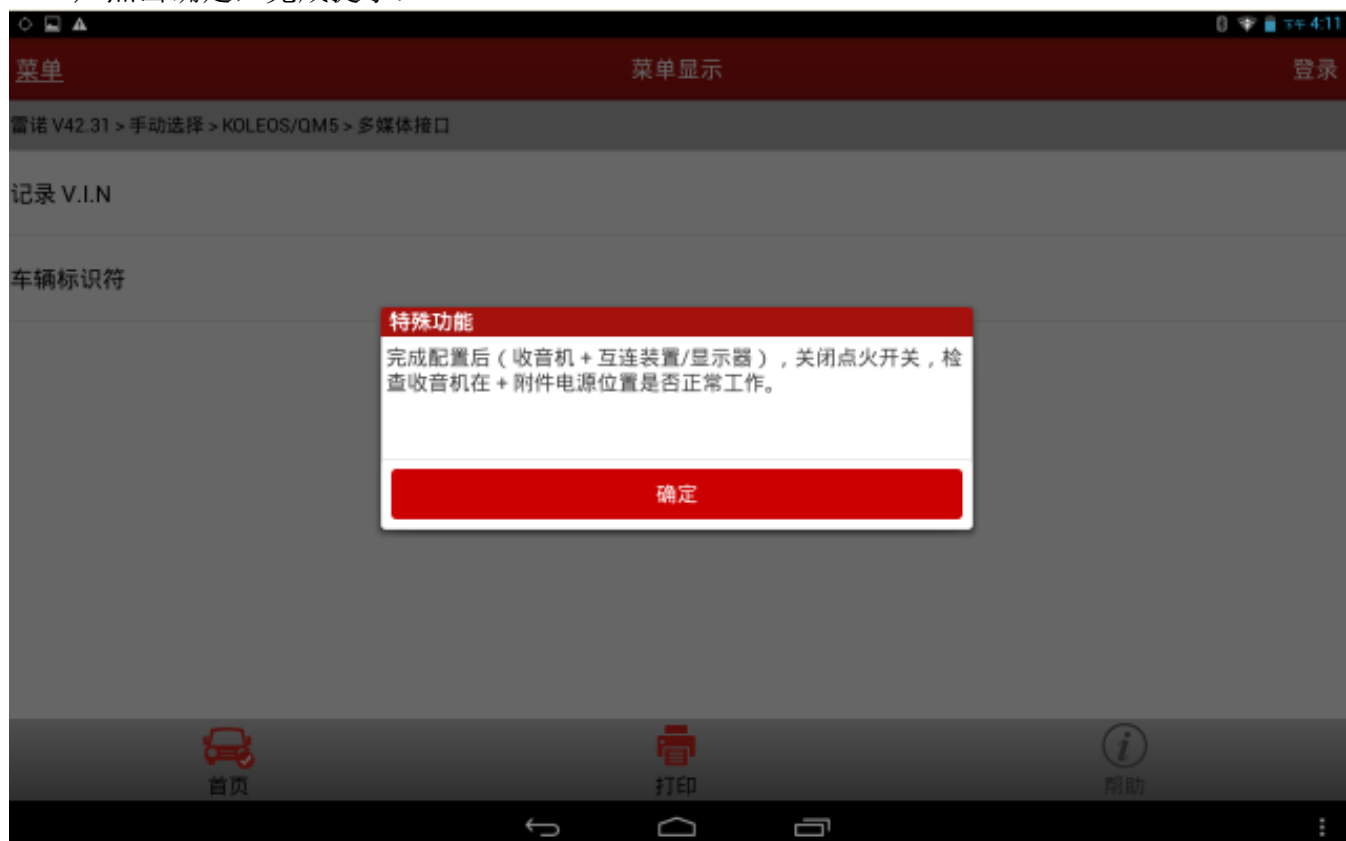 下午 4:11
菜单
菜单显示
登录
雷诺 V42.31 > 手动选择 > KOLEOS/QM5 > 多媒体接口
记录 V.I.N
车辆标识符
特殊功能
完成配置后（收音机 + 互连装置/显示器），关闭点火开关，检
查收音机在 + 附件电源位置是否正常工作。
确定
首页
打印
帮助